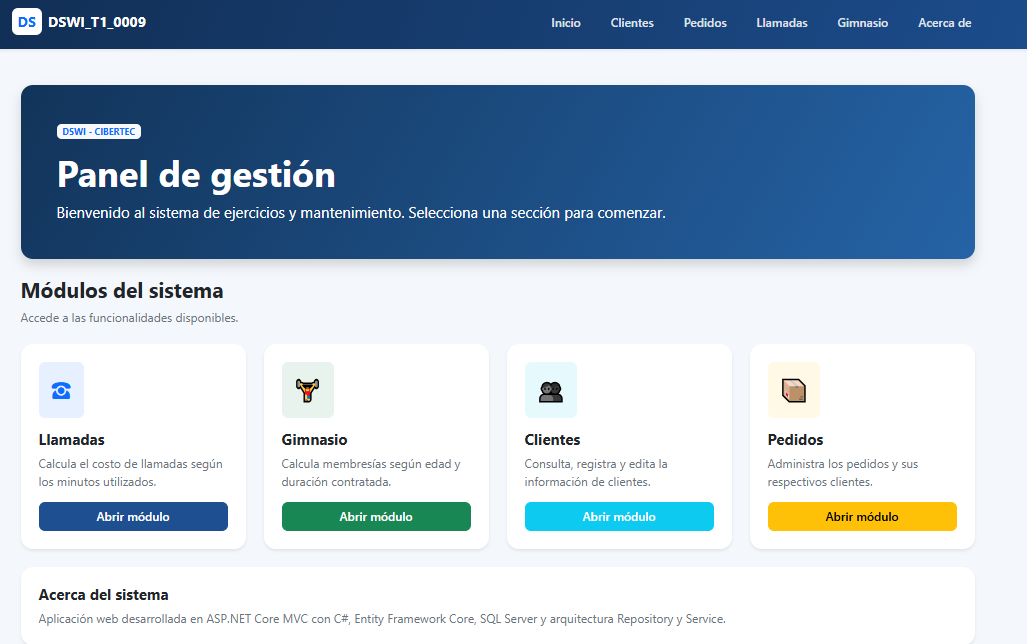 DS DSWI_T1_0009 Inicio Clientes Pedidos Llamadas Gimnasio Acerca de
DSWI - CIBERTEC
Panel de gestión
Bienvenido al sistema de ejercicios y mantenimiento. Selecciona una sección para comenzar.
Módulos del sistema
Accede a las funcionalidades disponibles.
Llamadas
Calcula el costo de llamadas según
los minutos utilizados.
Abrir módulo
Gimnasio
Calcula membresías según edad y
duración contratada.
Abrir módulo
Clientes
Consulta, registra y edita la
información de clientes.
Abrir módulo
Pedidos
Administra los pedidos y sus
respectivos clientes.
Abrir módulo
Acerca del sistema
Aplicación web desarrollada en ASP.NET Core MVC con C#, Entity Framework Core, SQL Server y arquitectura Repository y Service.